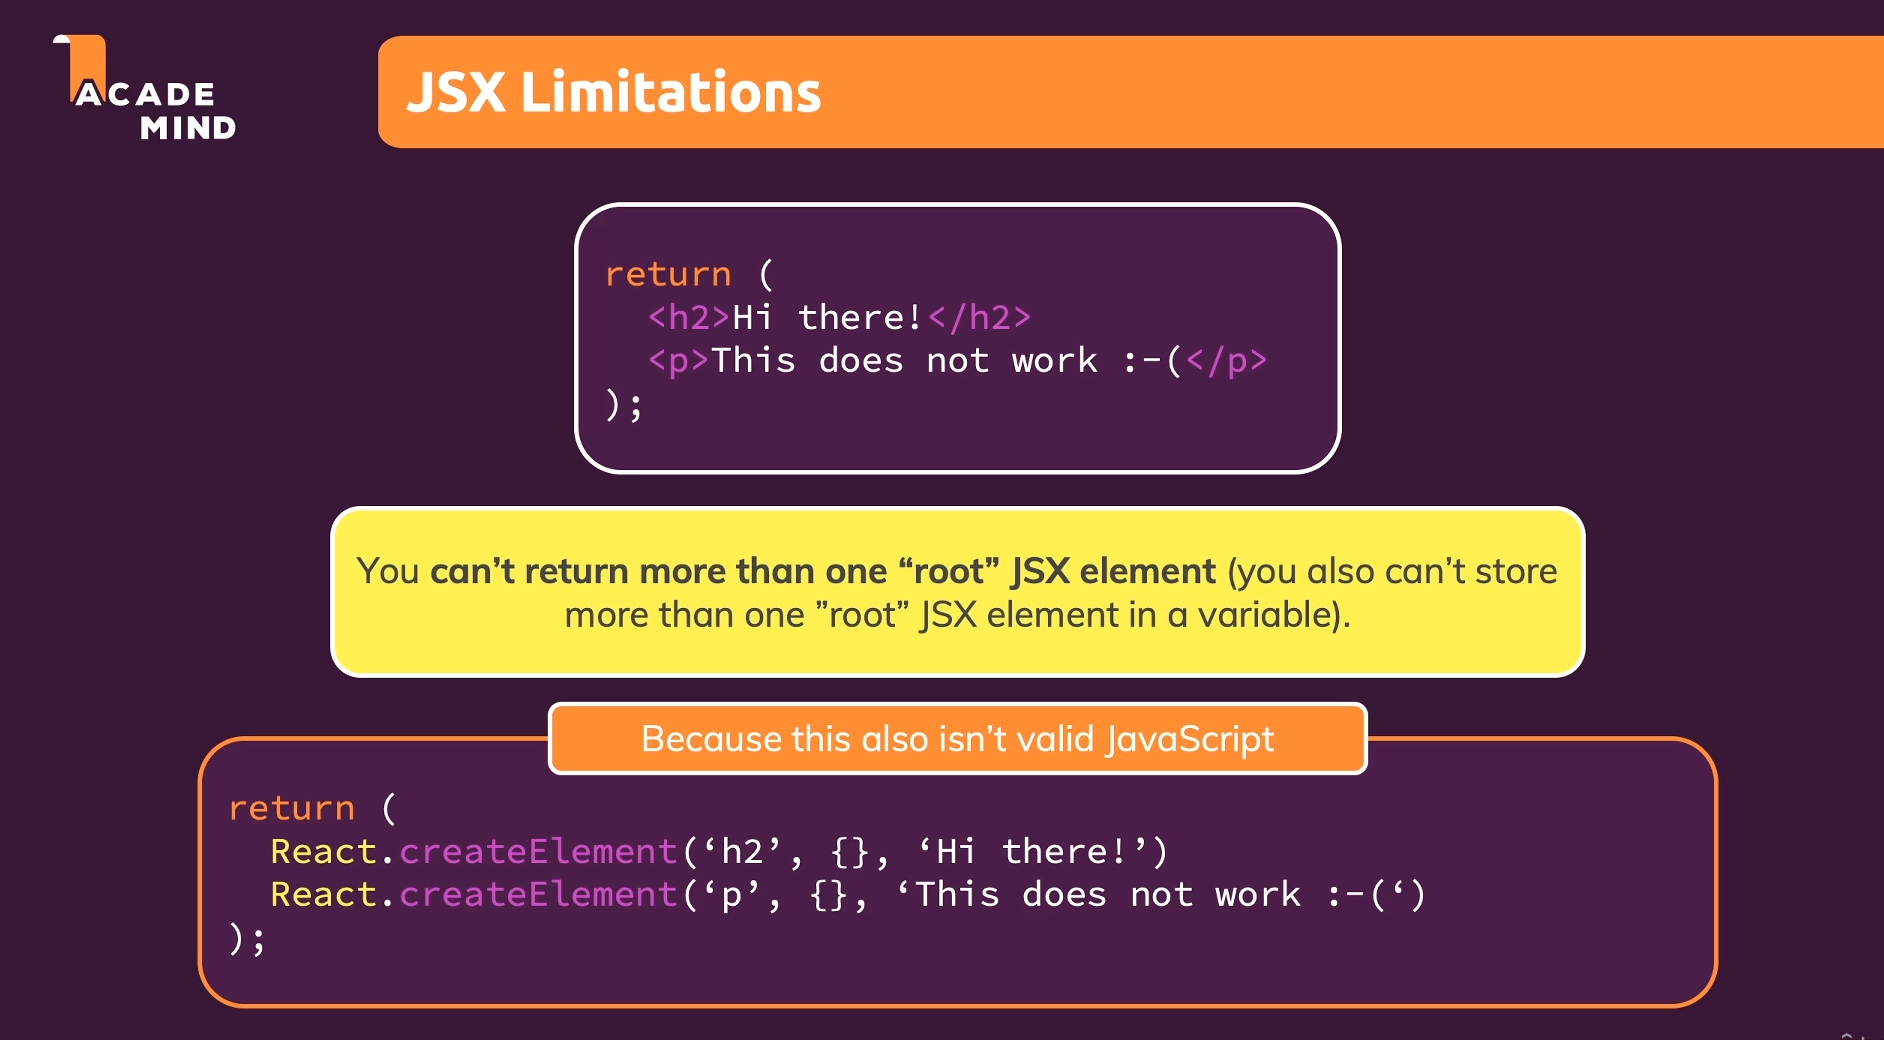 ACADE
MIND
JSX Limitations
return (
<h2>Hi there!</h2>
<p>This does not work :-(</p>
);
You can’t return more than one “root” JSX element (you also can’t store
more than one ”root” JSX element in a variable).
Because this also isn’t valid JavaScript
return (
React.createElement(‘h2’, {}, ‘Hi there!’)
React.createElement(‘p’, {}, ‘This does not work :-(‘)
);